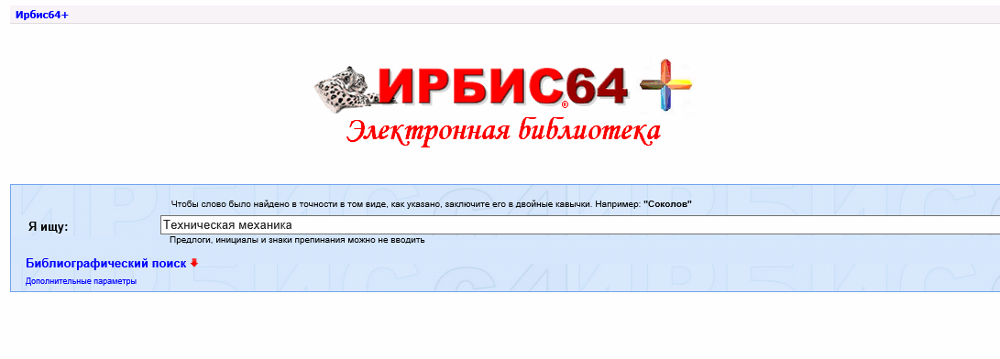 Ирбис64+
ИРБИС64
®
Электронная библиотека
Чтобы слово было найдено в точности в том виде, как указано, заключите его в двойные кавычки. Например: "Соколов"
Я ищу:
Техническая механика
Предлоги, инициалы и знаки препинания можно не вводить
Библиографический поиск
Дополнительные параметры